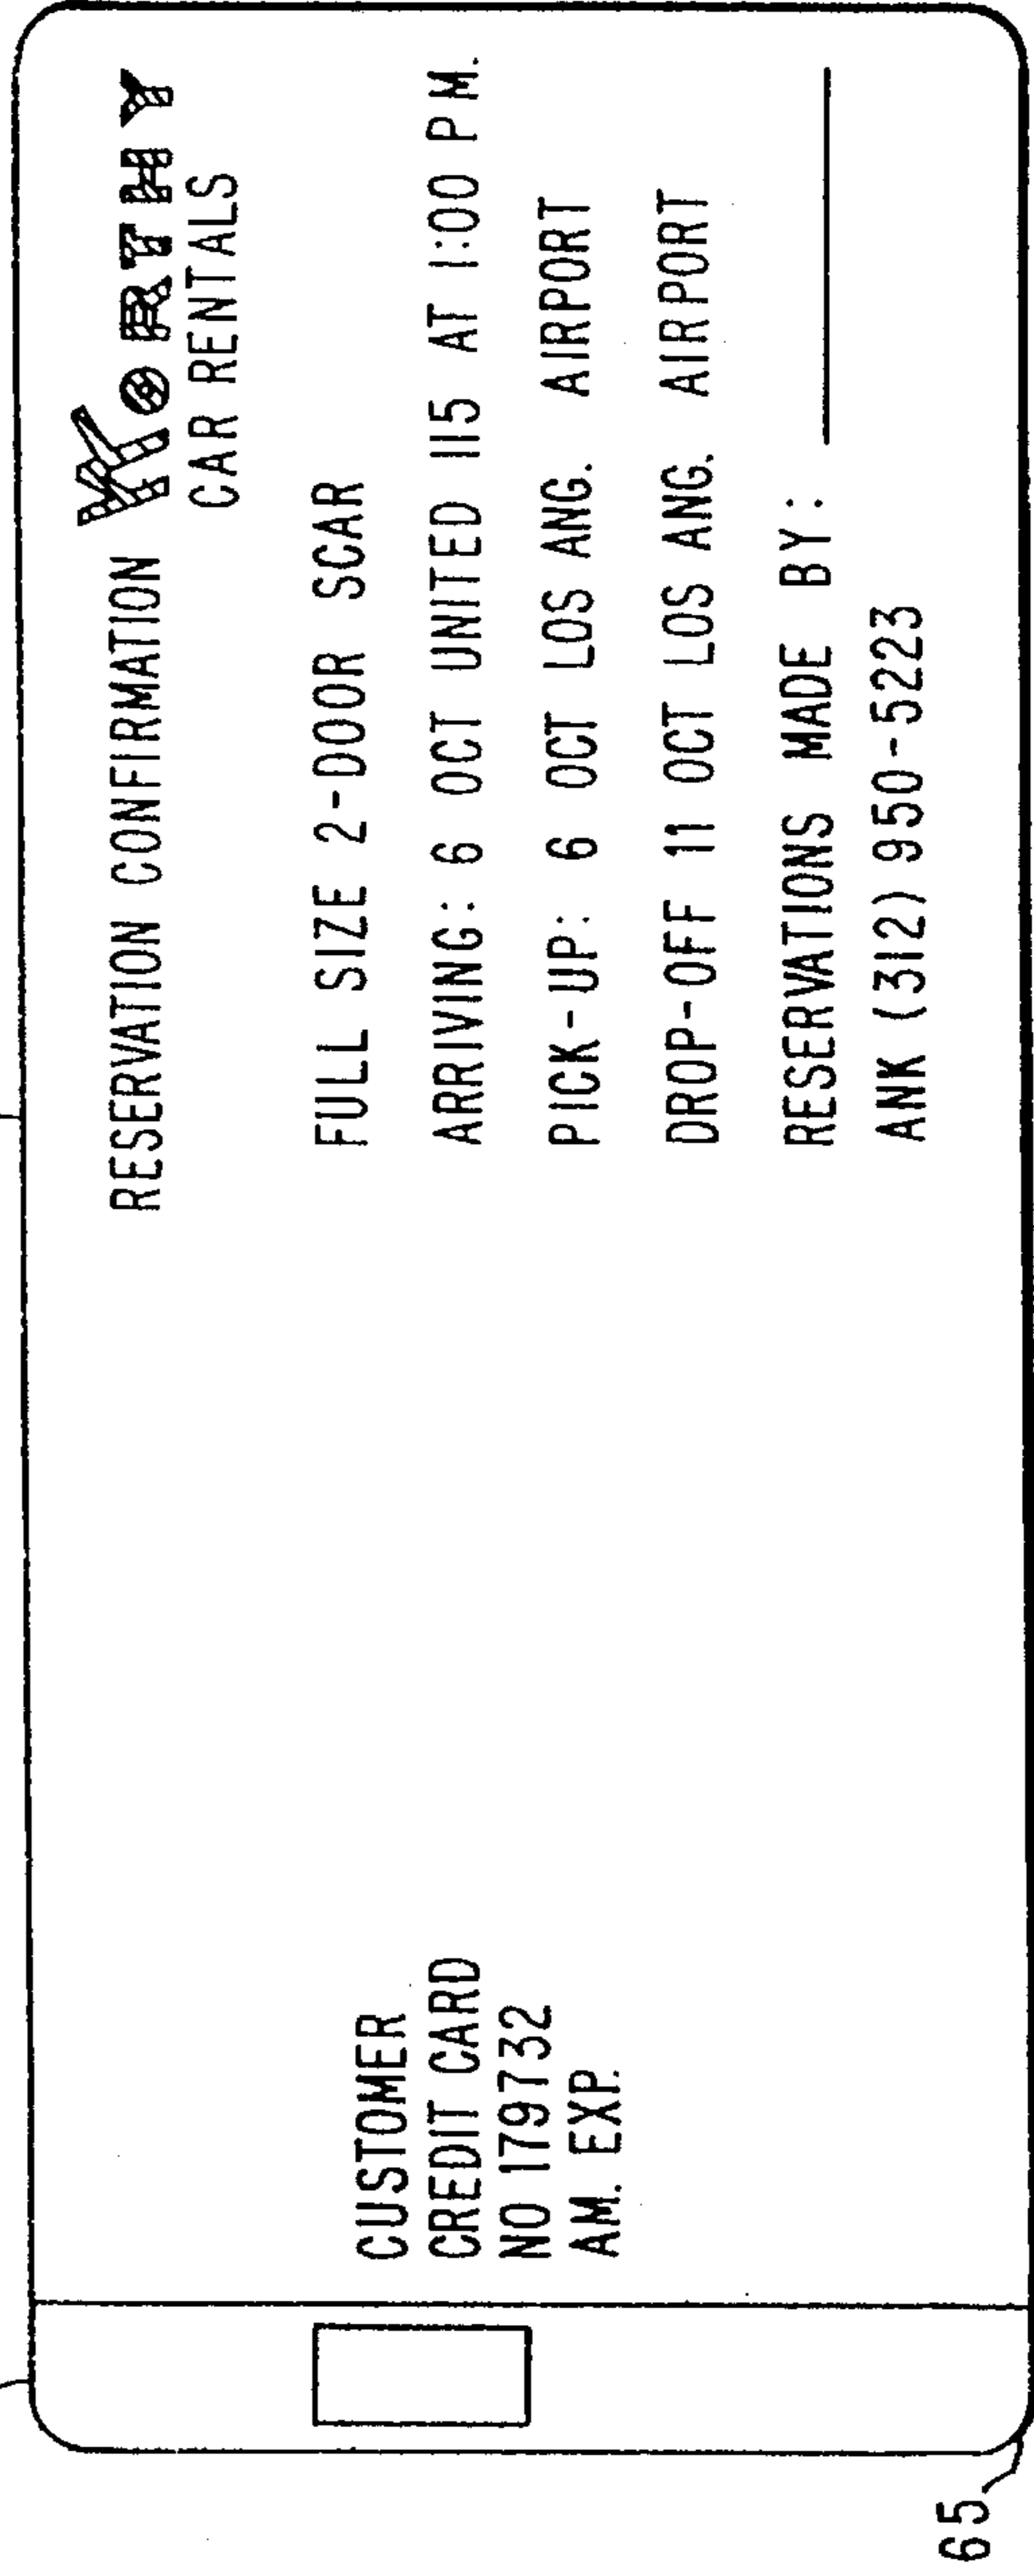 RESERVATION CONFIRMATION WORTHY
CAR RENTALS
FULL SIZE 2-DOOR SCAR
ARRIVING: 6 OCT UNITED 115 AT 1:00 P M.
PICK-UP: 6 OCT LOS ANG. AIRPORT
DROP-OFF 11 OCT LOS ANG. AIRPORT
RESERVATIONS MADE BY:
ANK (312) 950-5223
CUSTOMER
CREDIT CARD
NO 179732
AM. EXP.
65